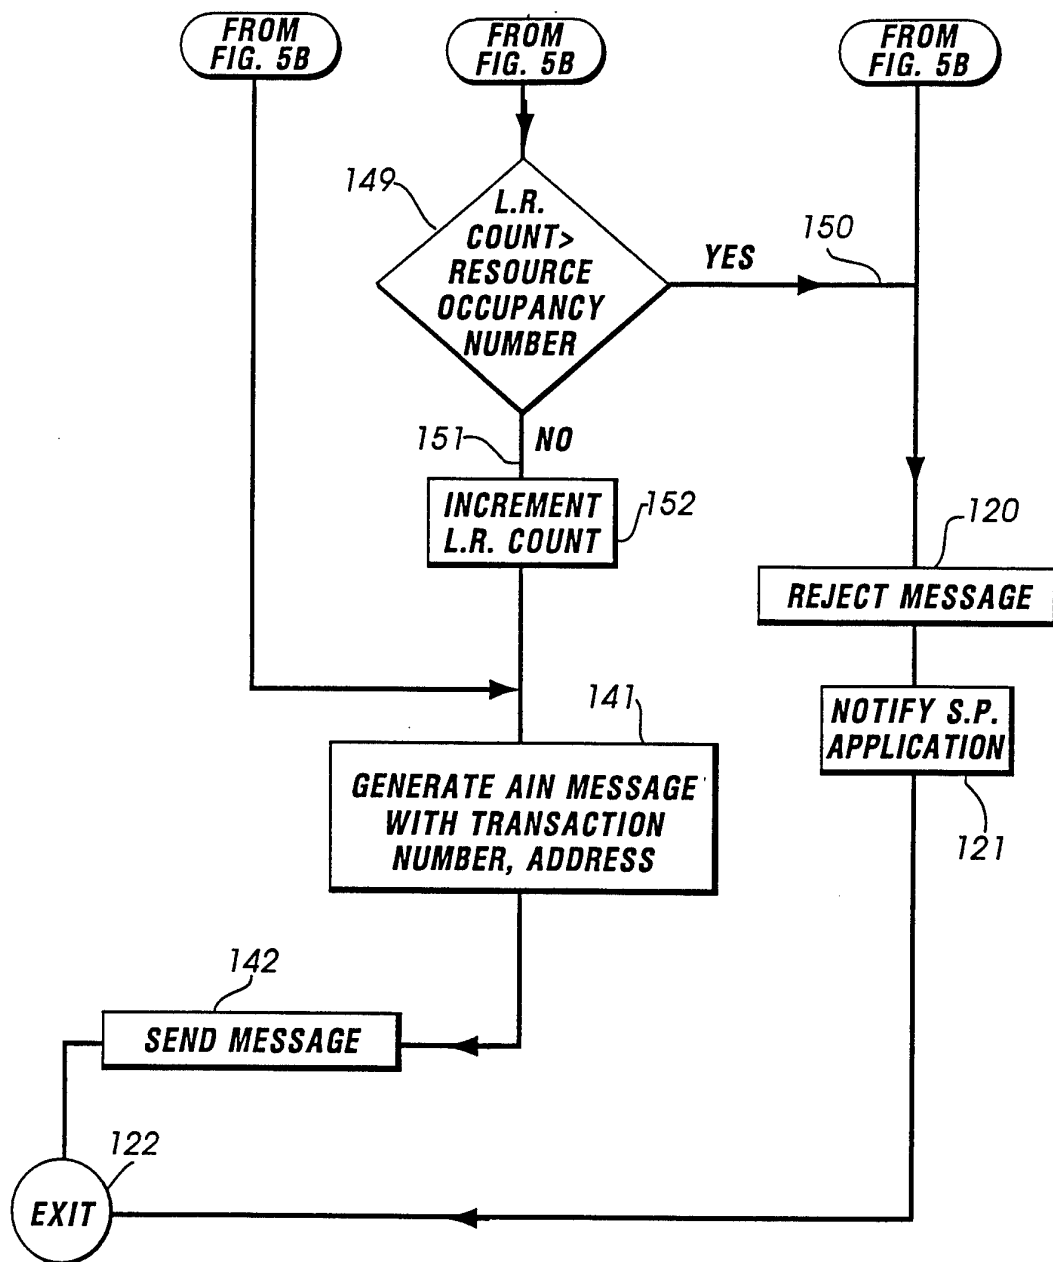 FROM
FIG. 5B
FROM
FIG. 5B
FROM
FIG. 5B
149
L.R.
COUNT>
RESOURCE
OCCUPANCY
NUMBER
YES
150
151
NO
INCREMENT
L.R. COUNT
152
120
REJECT MESSAGE
141
NOTIFY S.P.
APPLICATION
121
GENERATE AIN MESSAGE
WITH TRANSACTION
NUMBER, ADDRESS
142
SEND MESSAGE
122
EXIT